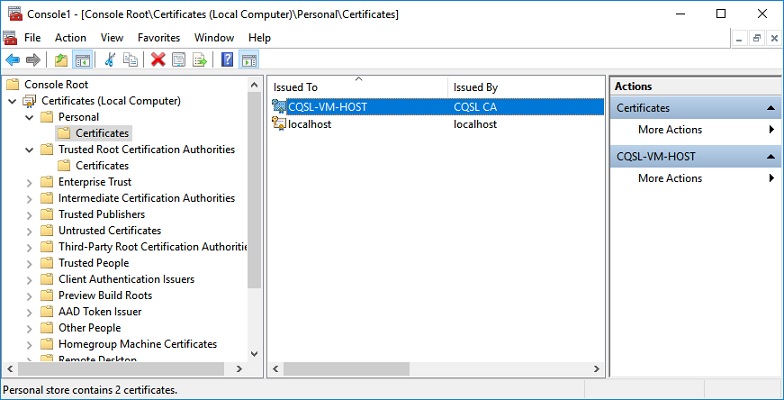 Console1 - [Console Root\Certificates (Local Computer)\Personal\Certificates]
File Action View Favorites Window Help
Console Root
Certificates (Local Computer)
Personal
Certificates
Trusted Root Certification Authorities
Certificates
Enterprise Trust
Intermediate Certification Authorities
Trusted Publishers
Untrusted Certificates
Third-Party Root Certification Authoritie
Trusted People
Client Authentication Issuers
Preview Build Roots
AAD Token Issuer
Other People
Homegroup Machine Certificates
Remote Desktop
Issued To Issued By
CQSL-VM-HOST CQSL CA
localhost localhost
Actions
Certificates
More Actions
CQSL-VM-HOST
More Actions
Personal store contains 2 certificates.